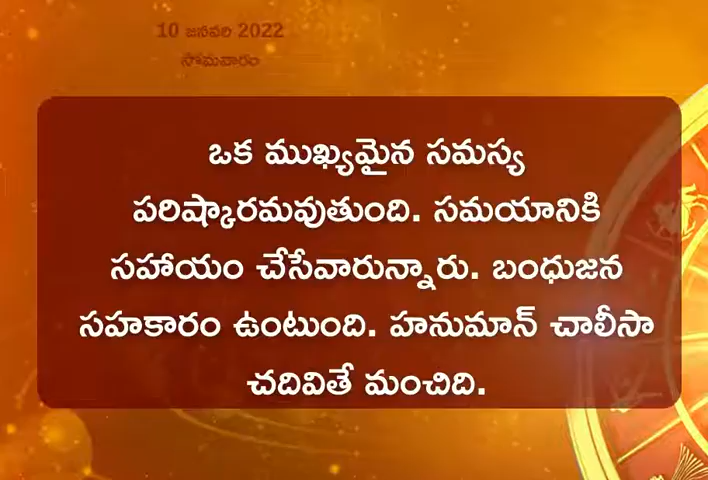 10 జనవరి 2022
సోమవారం
ఒక ముఖ్యమైన సమస్య
పరిష్కారమవుతుంది. సమయానికి
సహాయం చేసేవారున్నారు. బంధుజన
సహకారం ఉంటుంది. హనుమాన్ చాలీసా
చదివితే మంచిది.